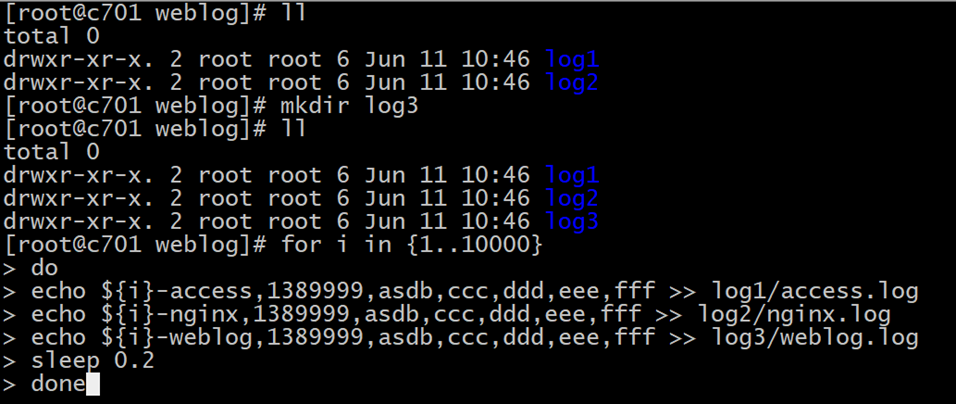 [root@c701 weblog]# ll
total 0
drwxr-xr-x. 2 root root 6 Jun 11 10:46 log1
drwxr-xr-x. 2 root root 6 Jun 11 10:46 log2
[root@c701 weblog]# mkdir log3
[root@c701 weblog]# ll
total 0
drwxr-xr-x. 2 root root 6 Jun 11 10:46 log1
drwxr-xr-x. 2 root root 6 Jun 11 10:46 log2
drwxr-xr-x. 2 root root 6 Jun 11 10:46 log3
[root@c701 weblog]# for i in {1..10000}
> do
> echo ${i}-access,1389999,asdb,ccc,ddd,eee,fff >> log1/access.log
> echo ${i}-nginx,1389999,asdb,ccc,ddd,eee,fff >> log2/nginx.log
> echo ${i}-weblog,1389999,asdb,ccc,ddd,eee,fff >> log3/weblog.log
> sleep 0.2
> done